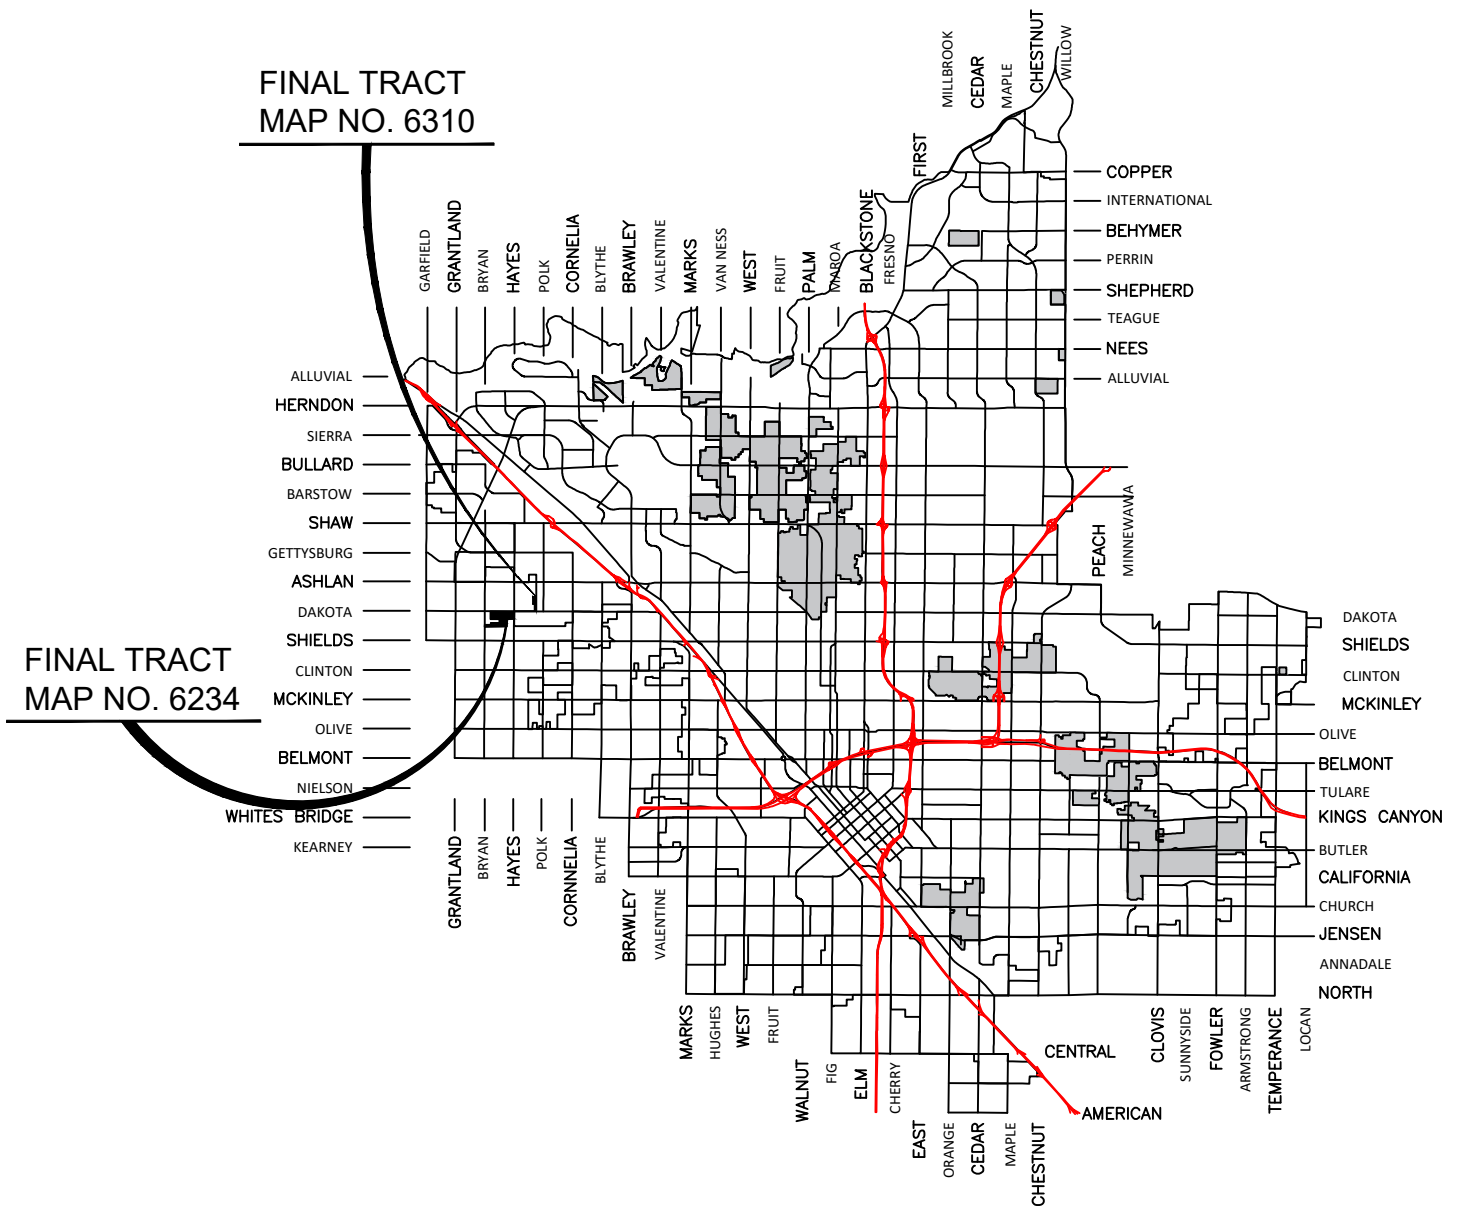 FINAL TRACT
MAP NO. 6310
MILLBROOK
CEDAR
MAPLE
CHESTNUT
WILLOW
FIRST
COPPER
INTERNATIONAL
BEHYMER
PERRIN
SHEPHERD
TEAGUE
NEES
ALLUVIAL
GARFIELD
GRANTLAND
BRYAN
HAYES
POLK
CORNELIA
BLYTHE
BRAWLEY
VALENTINE
MARKS
VAN NESS
WEST
FRUIT
PALM
MAROA
BLACKSTONE
FRESNO
ALLUVIAL
HERNDON
SIERRA
BULLARD
BARSTOW
SHAW
GETTYSBURG
ASHLAN
DAKOTA
SHIELDS
CLINTON
MCKINLEY
OLIVE
BELMONT
NIELSON
WHITES BRIDGE
KEARNEY
FINAL TRACT
MAP NO. 6234
PEACH
MINNEWAWA
DAKOTA
SHIELDS
CLINTON
MCKINLEY
OLIVE
BELMONT
TULARE
KINGS CANYON
BUTLER
CALIFORNIA
CHURCH
JENSEN
ANNADALE
NORTH
GRANTLAND
BRYAN
HAYES
POLK
CORNNELIA
BLYTHE
BRAWLEY
VALENTINE
MARKS
HUGHES
WEST
FRUIT
WALNUT
FIG
ELM
CHERRY
EAST
ORANGE
CEDAR
MAPLE
CHESTNUT
CENTRAL
AMERICAN
CLOVIS
SUNNYSIDE
FOWLER
ARMSTRONG
TEMPERANCE
LOCAN